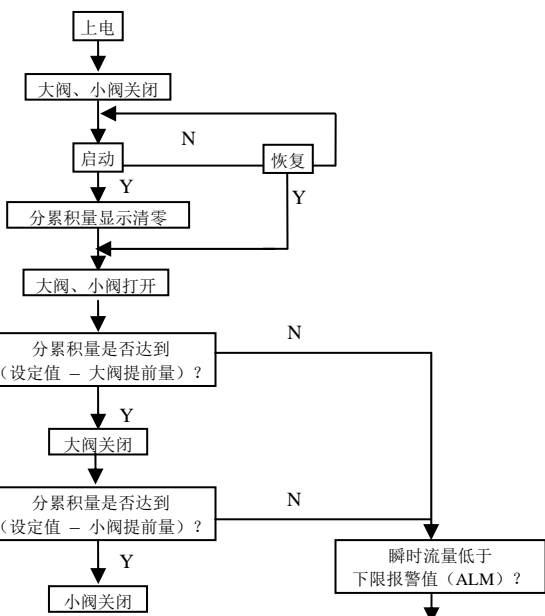 上电
大阀、小阀关闭
N
启动
恢复
Y
Y
分累积量显示清零
大阀、小阀打开
分累积量是否达到
（设定值 － 大阀提前量）？
N
Y
大阀关闭
分累积量是否达到
（设定值 － 小阀提前量）？
N
Y
瞬时流量低于
下限报警值（ALM）？
小阀关闭